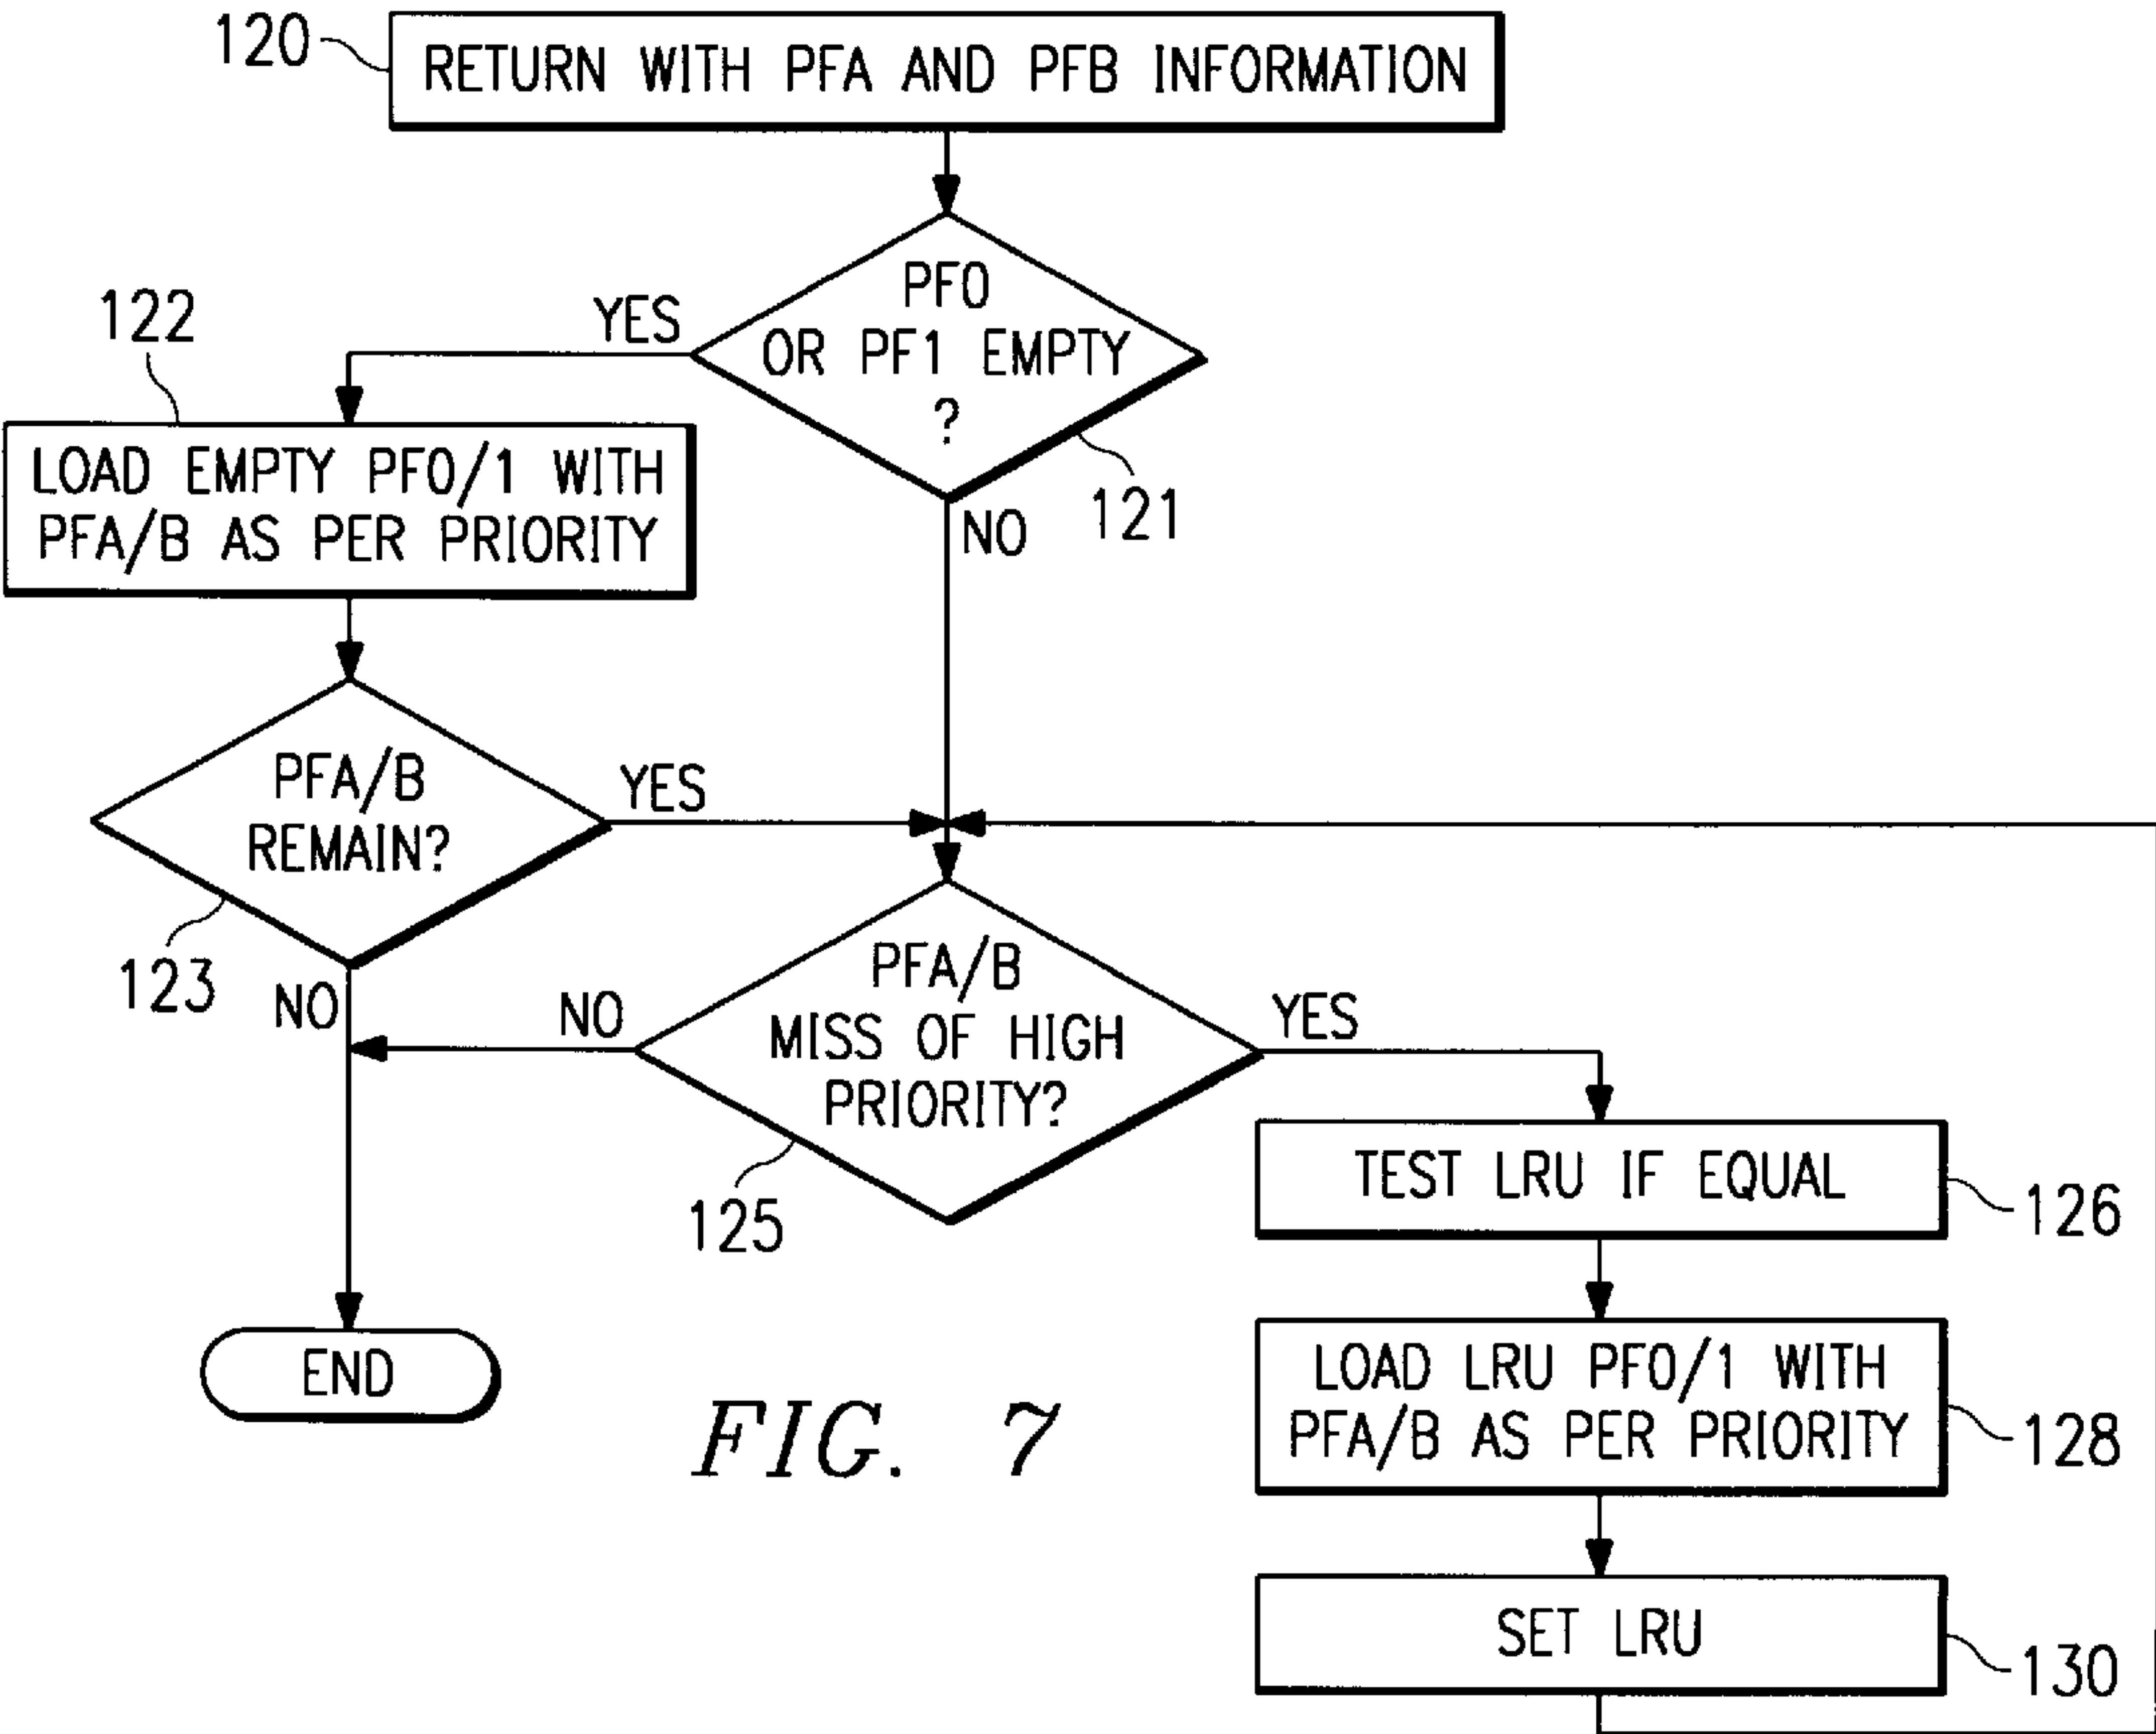 120
RETURN WITH PFA AND PFB INFORMATION
PF0
OR PF1 EMPTY
?
121
YES
NO
122
LOAD EMPTY PF0/1 WITH
PFA/B AS PER PRIORITY
PFA/B
REMAIN?
123
YES
NO
PFA/B
MISS OF HIGH
PRIORITY?
125
NO
YES
TEST LRU IF EQUAL
126
LOAD LRU PF0/1 WITH
PFA/B AS PER PRIORITY
128
SET LRU
130
END
FIG. 7